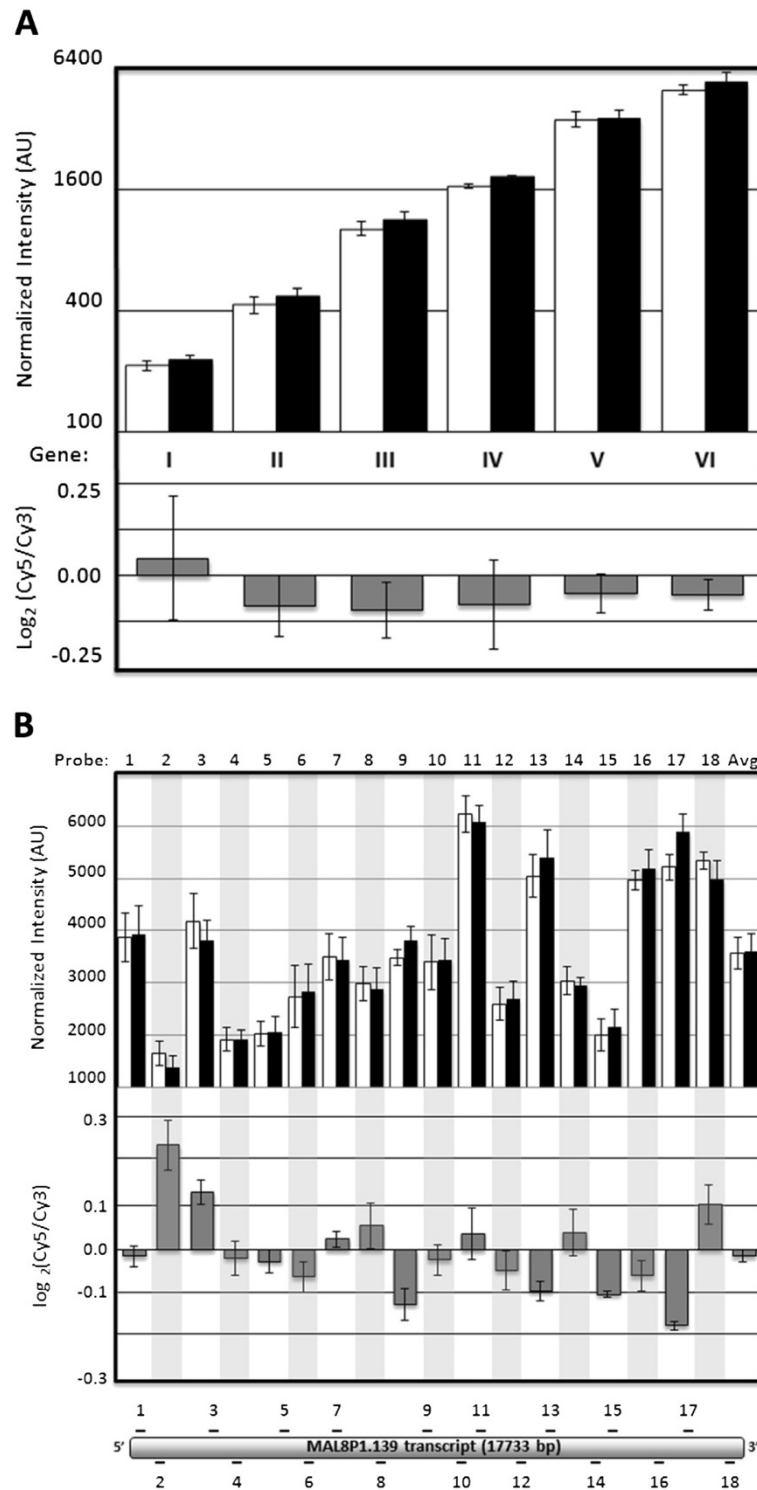 A
6400
1600
400
100
Normalized Intensity (AU)
Gene: I II III IV V VI
0.25
0.00
-0.25
Log2 (Cy5/Cy3)
B
Probe: 1 2 3 4 5 6 7 8 9 10 11 12 13 14 15 16 17 18 Avg
6000
5000
4000
3000
2000
1000
Normalized Intensity (AU)
0.3
0.1
0.0
-0.1
-0.3
log 2(Cy5/Cy3)
1 3 5 7 9 11 13 15 17
5' MAL8P1.139 transcript (17733 bp) 3'
2 4 6 8 10 12 14 16 18